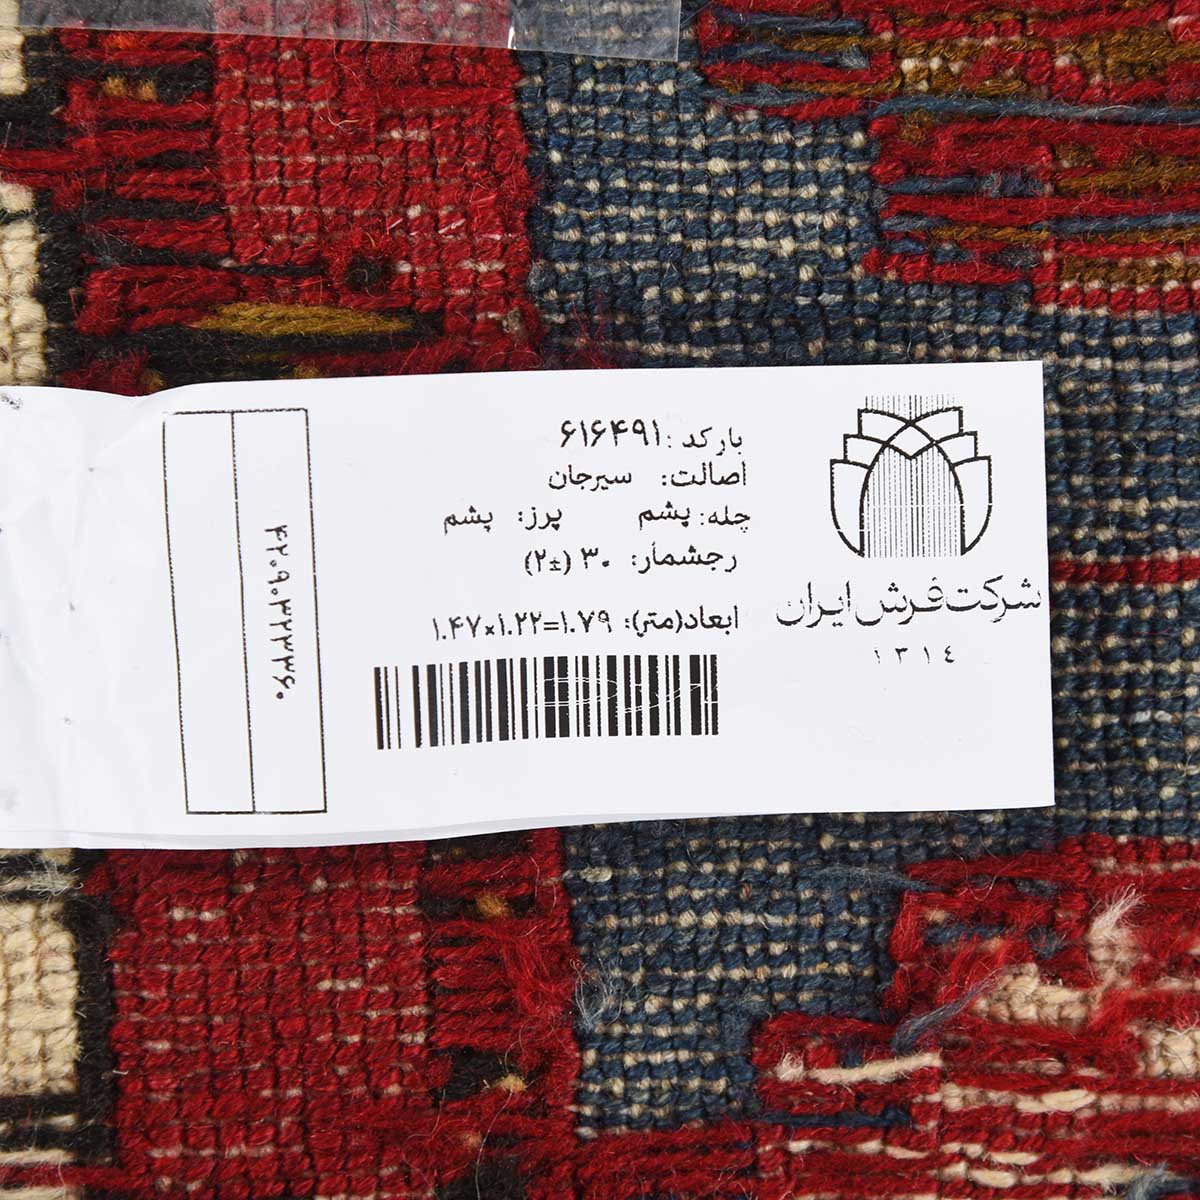 بارکد: ۶۱۶۴۹۱
اصالت: سیرجان
چله: پشم پرز: پشم
رجشمار: ۳۰ (±۲)
ابعاد(متر): ۱.۴۷×۱.۲۲=۱.۷۹
شرکت فرش ایران
۱۳۱۴